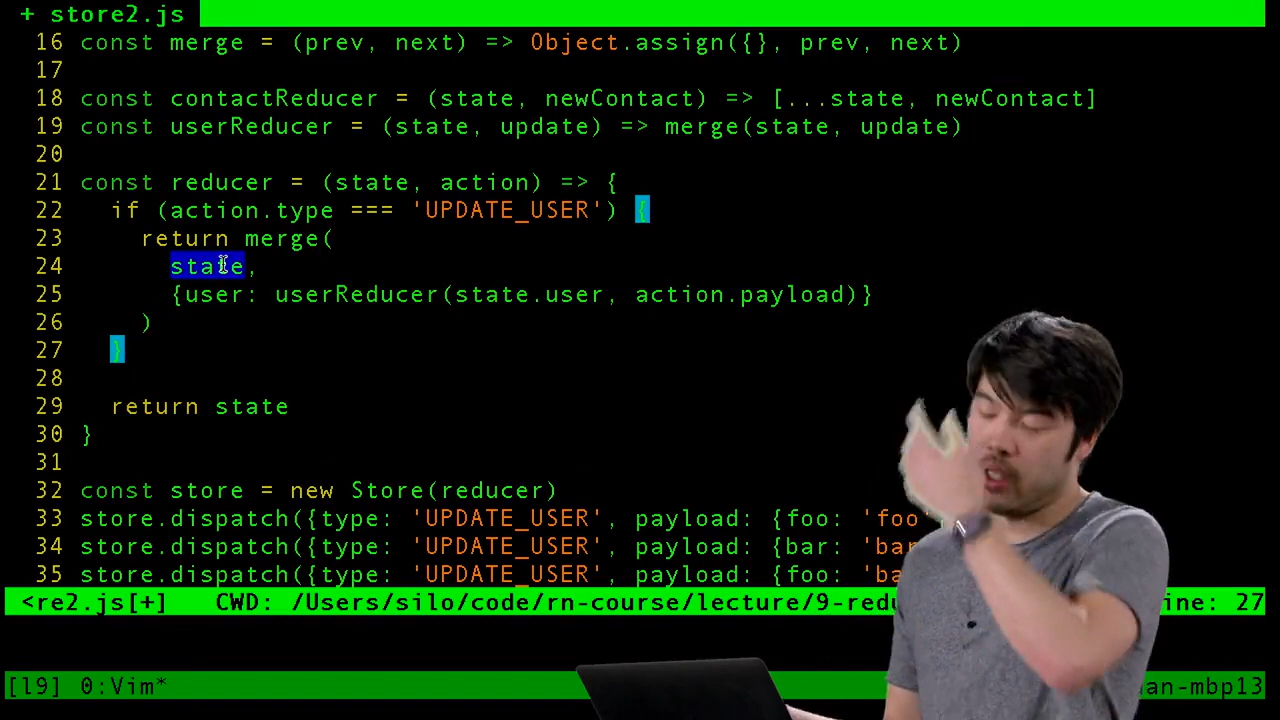 + store2.js
16 const merge = (prev, next) => Object.assign({}, prev, next)
17
18 const contactReducer = (state, newContact) => [...state, newContact]
19 const userReducer = (state, update) => merge(state, update)
20
21 const reducer = (state, action) => {
22   if (action.type === 'UPDATE_USER') {
23     return merge(
24       state,
25       {user: userReducer(state.user, action.payload)}
26     )
27   }
28
29   return state
30 }
31
32 const store = new Store(reducer)
33 store.dispatch({type: 'UPDATE_USER', payload: {foo: 'foo'
34 store.dispatch({type: 'UPDATE_USER', payload: {bar: 'bar
35 store.dispatch({type: 'UPDATE_USER', payload: {foo: 'ba
<re2.js[+]   CWD: /Users/silo/code/rn-course/lecture/9-redu ine: 27
[l9] 0:Vim* an-mbp13